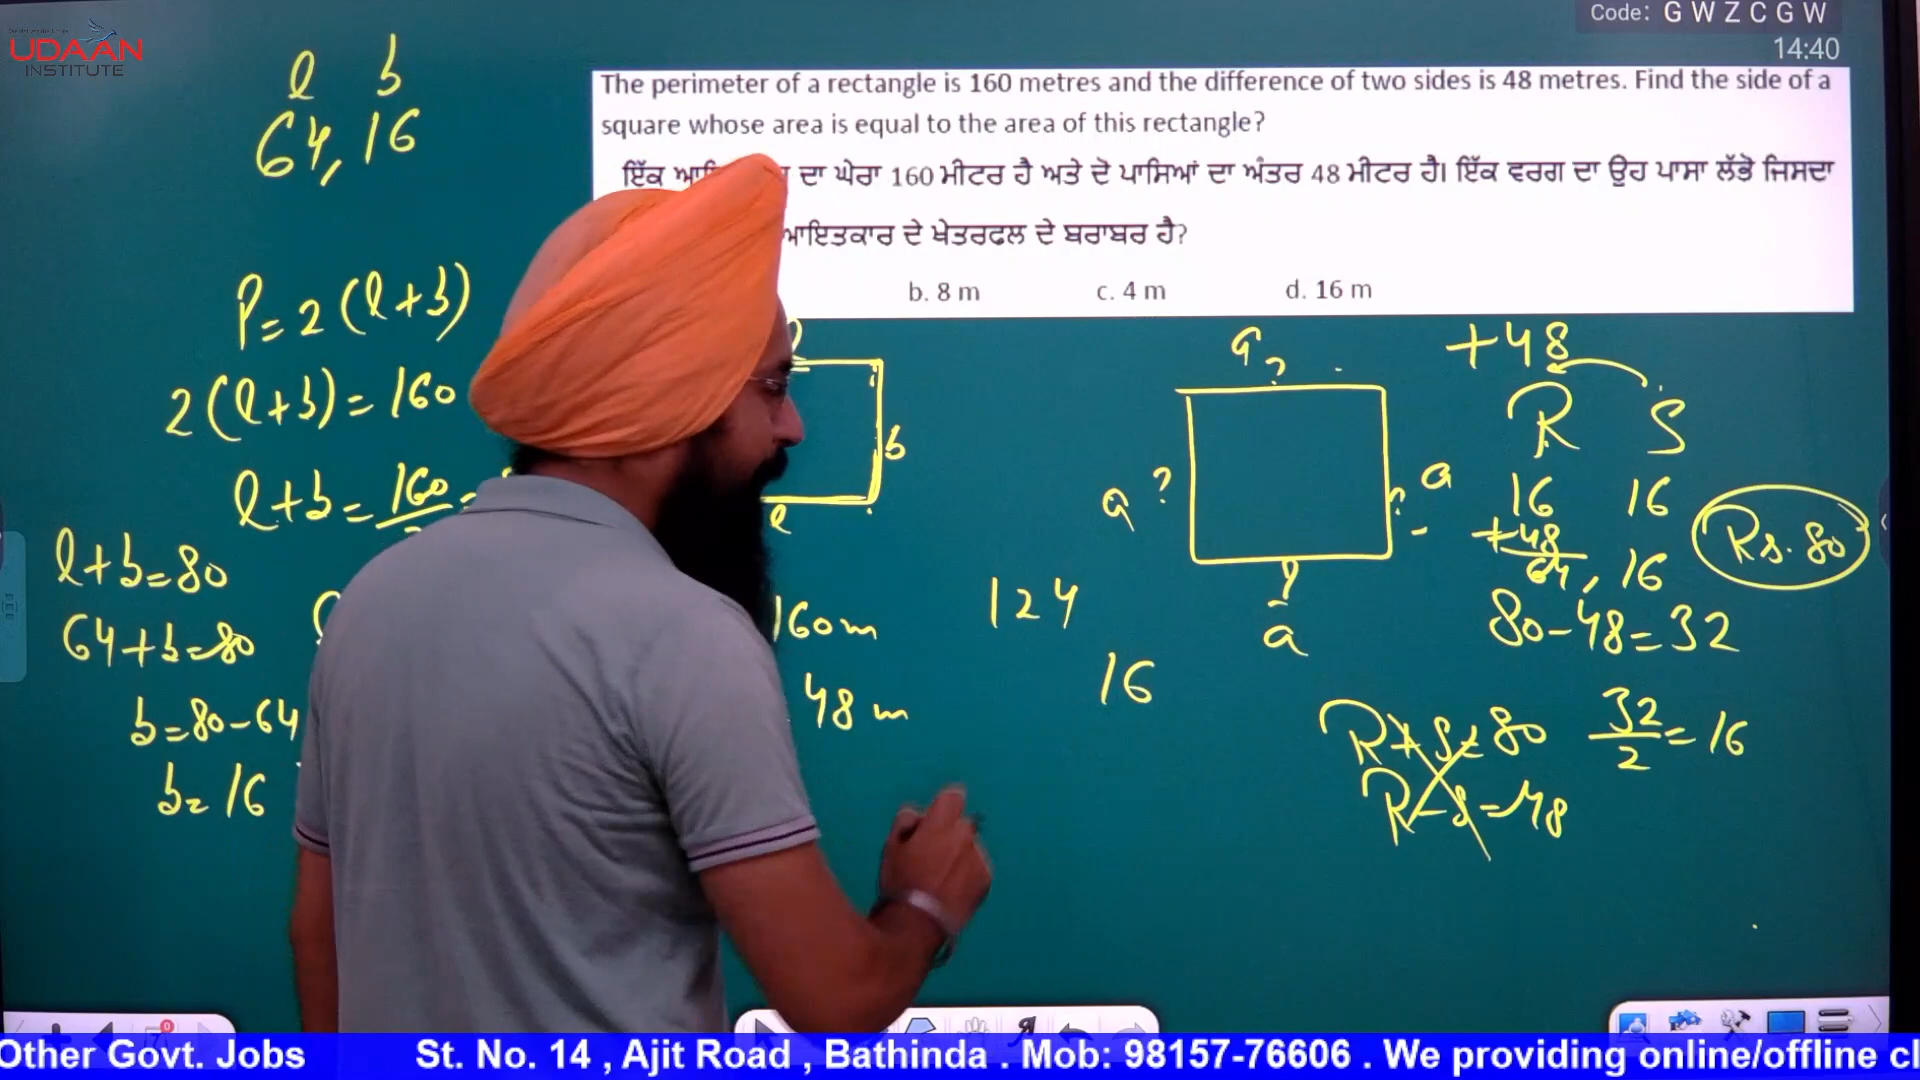 UDAAN
INSTITUTE
Code: G W Z C G W
14:40
The perimeter of a rectangle is 160 metres and the difference of two sides is 48 metres. Find the side of a
square whose area is equal to the area of this rectangle?
ਇੱਕ ਦਾ ਘੇਰਾ 160 ਮੀਟਰ ਹੈ ਅਤੇ ਦੋ ਪਾਸਿਆਂ ਦਾ ਅੰਤਰ 48 ਮੀਟਰ ਹੈ। ਇੱਕ ਵਰਗ ਦਾ ਉਹ ਪਾਸਾ ਲੱਭੋ ਜਿਸਦਾ
ਆਇਤਕਾਰ ਦੇ ਖੇਤਰਫਲ ਦੇ ਬਰਾਬਰ ਹੈ?
b. 8 m c. 4 m d. 16 m
l b
64, 16
P = 2 (l+b)
2(l+b) = 160
l+b = 160
l+b=80
64+b=80
b=80-64
b=16
b
l
160m
48 m
124
16
a ?
a ?
? a
?
a
+48
R S
16 16
+48
64, 16
Rs. 80
80-48=32
R+S=80
R-S=48
32/2 = 16
Other Govt. Jobs St. No. 14 , Ajit Road , Bathinda . Mob: 98157-76606 . We providing online/offline cl